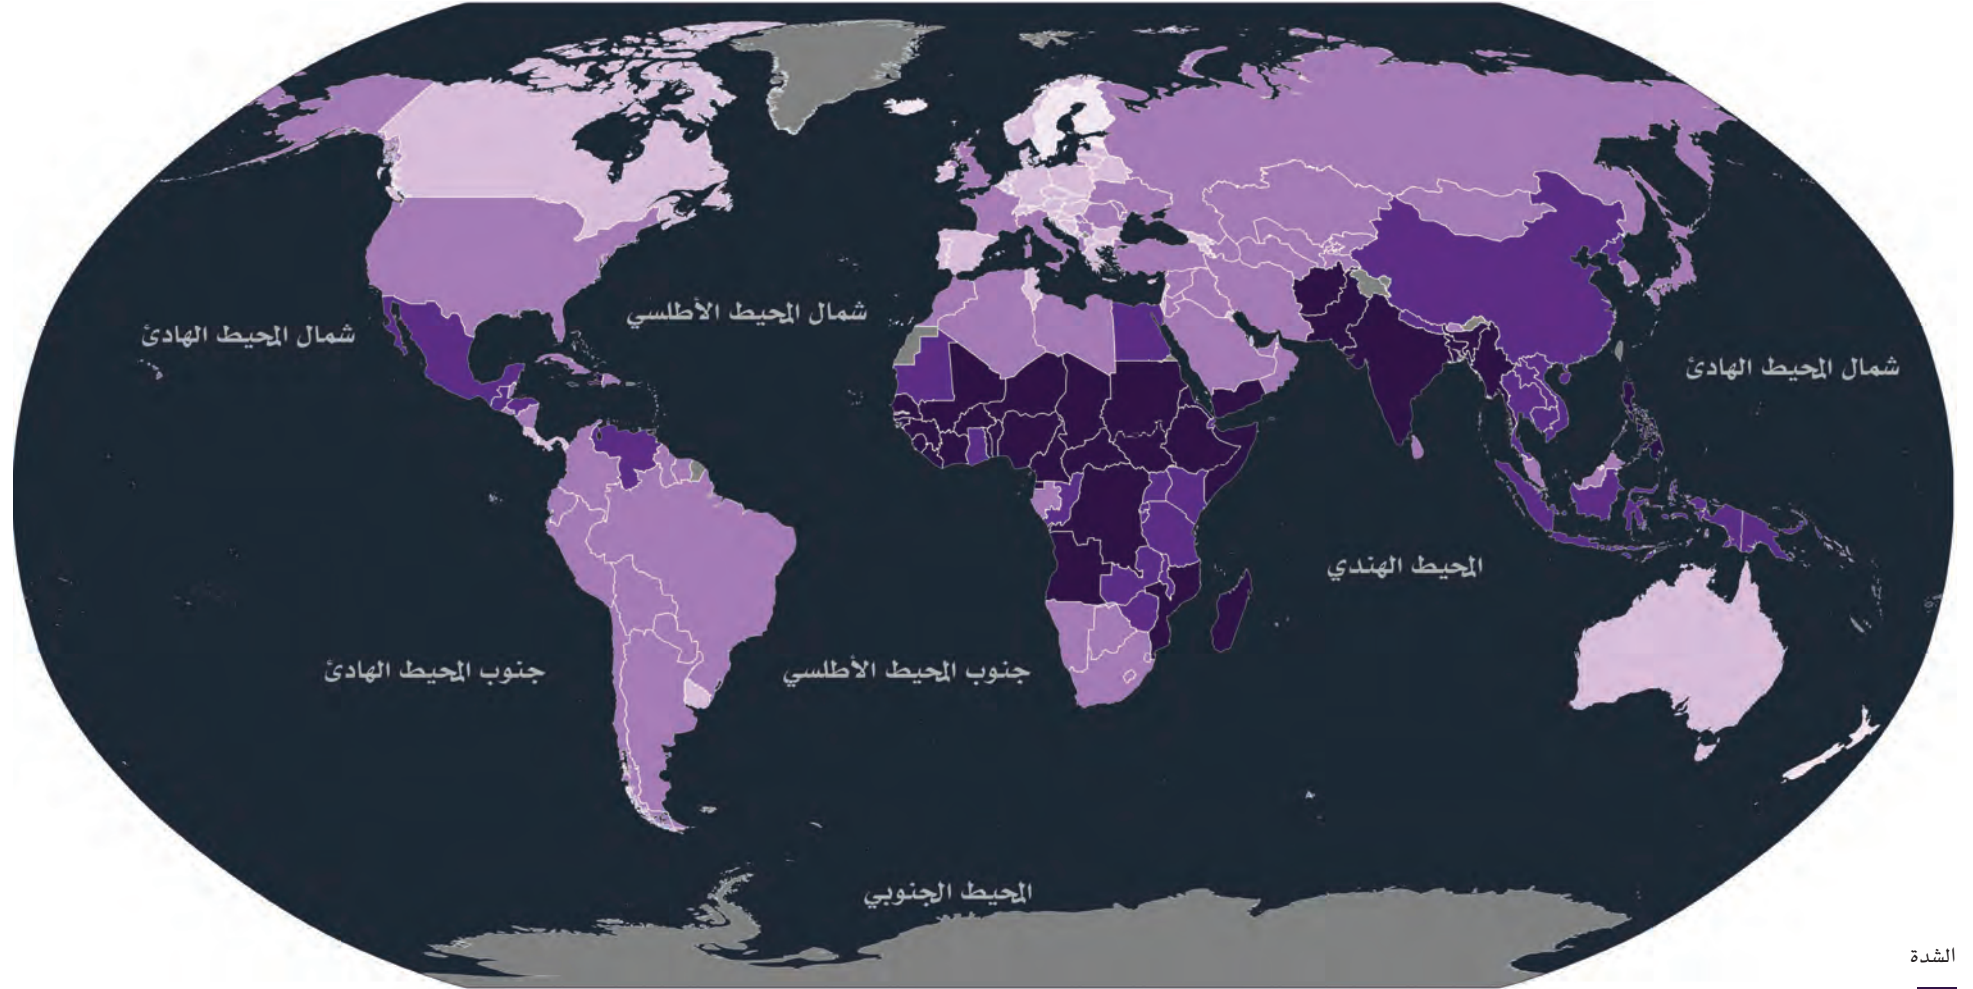 شمال المحيط الأطلسي
شمال المحيط الهادئ
شمال المحيط الهادئ
المحيط الهندي
جنوب المحيط الأطلسي
جنوب المحيط الهادئ
المحيط الجنوبي
الشدة